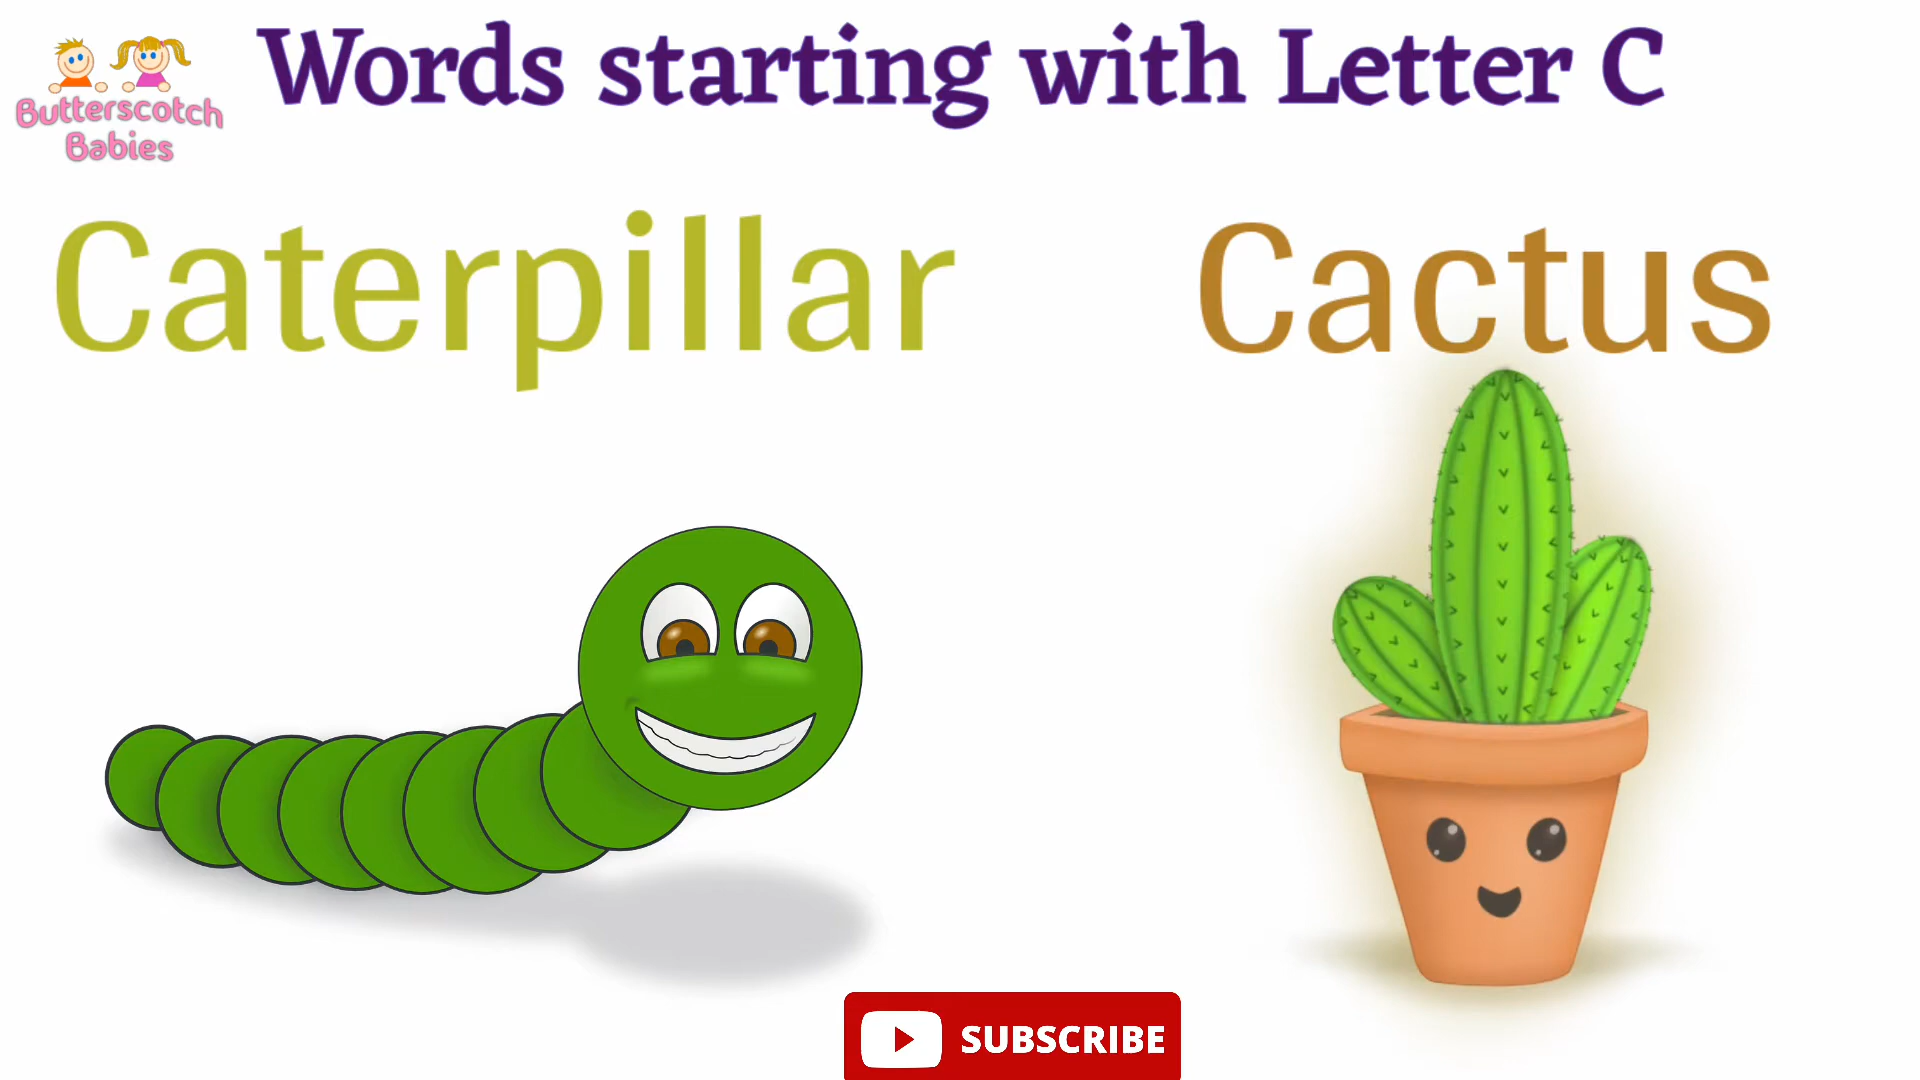 Words starting with Letter C
Butterscotch
Babies
Caterpillar
Cactus
SUBSCRIBE